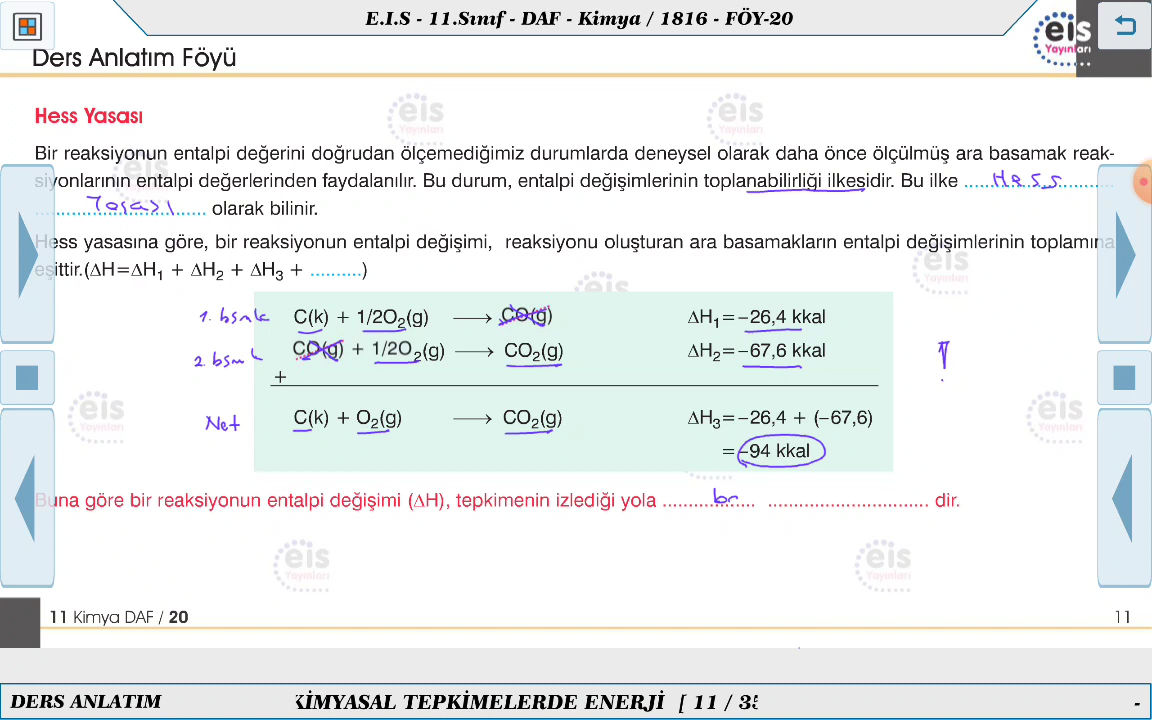 E.I.S - 11.Sınıf - DAF - Kimya / 1816 - FÖY-20
eis
Yayınları
Ders Anlatım Föyü
Hess Yasası
Bir reaksiyonun entalpi değerini doğrudan ölçemediğimiz durumlarda deneysel olarak daha önce ölçülmüş ara basamak reak-
siyonlarının entalpi değerlerinden faydalanılır. Bu durum, entalpi değişimlerinin toplanabilirliği ilkesidir. Bu ilke ....Hess....
....Yasası.... olarak bilinir.
Hess yasasına göre, bir reaksiyonun entalpi değişimi, reaksiyonu oluşturan ara basamakların entalpi değişimlerinin toplamına
eşittir.(ΔH=ΔH₁ + ΔH₂ + ΔH₃ + ..........)
1. bsmk C(k) + 1/2O₂(g) ⟶ CO(g) ΔH₁=−26,4 kkal
2. bsmk CO(g) + 1/2O₂(g) ⟶ CO₂(g) ΔH₂=−67,6 kkal
+
Net C(k) + O₂(g) ⟶ CO₂(g) ΔH₃=−26,4 + (−67,6)
=−94 kkal
Buna göre bir reaksiyonun entalpi değişimi (ΔH), tepkimenin izlediği yola .........br......... .............................. dir.
11 Kimya DAF / 20
11
DERS ANLATIM
KİMYASAL TEPKİMELERDE ENERJİ [ 11 / 35
-